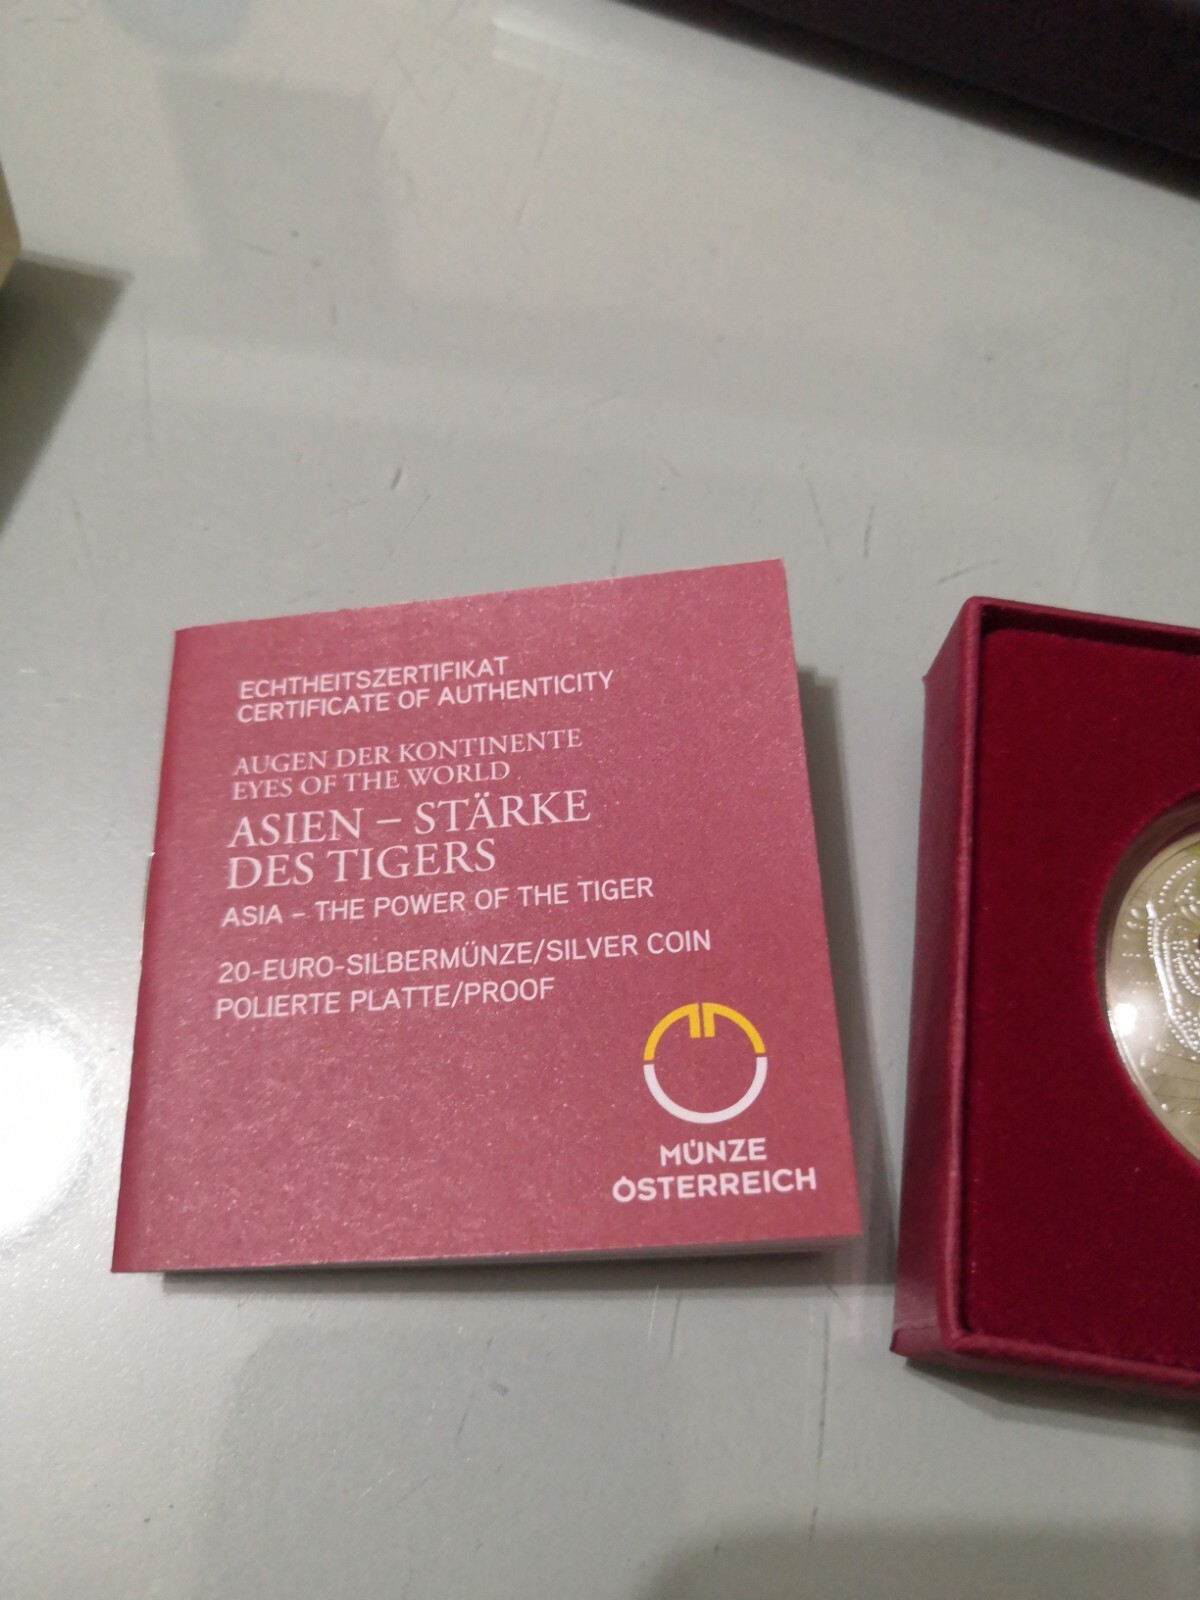 ECHTHEITSZERTIFIKAT
CERTIFICATE OF AUTHENTICITY
AUGEN DER KONTINENTE
EYES OF THE WORLD
ASIEN – STÄRKE
DES TIGERS
ASIA – THE POWER OF THE TIGER
20-EURO-SILBERMÜNZE/SILVER COIN
POLIERTE PLATTE/PROOF
MÜNZE
ÖSTERREICH